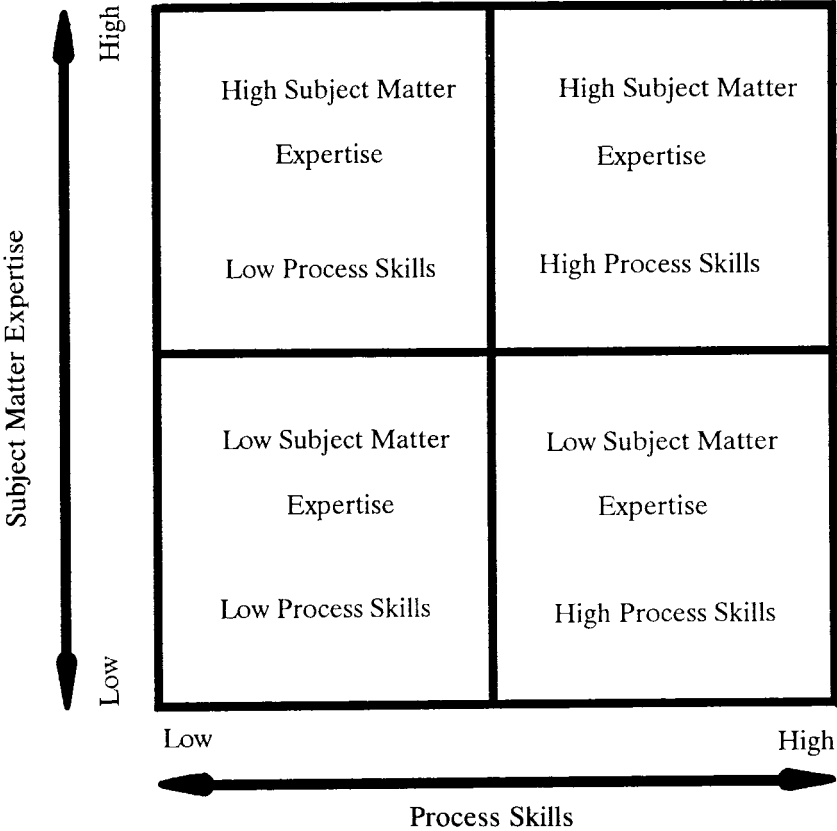 High
Subject Matter Expertise
Low
High Subject Matter
Expertise
Low Process Skills
High Subject Matter
Expertise
High Process Skills
Low Subject Matter
Expertise
Low Process Skills
Low Subject Matter
Expertise
High Process Skills
Low
High
Process Skills